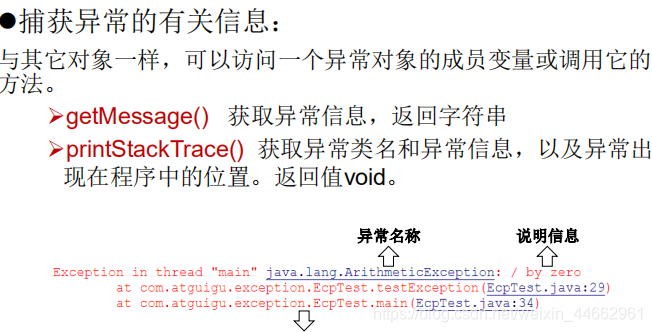 ●捕获异常的有关信息：
与其它对象一样，可以访问一个异常对象的成员变量或调用它的
方法。
➢getMessage() 获取异常信息，返回字符串
➢printStackTrace() 获取异常类名和异常信息，以及异常出
现在程序中的位置。返回值void。
异常名称 说明信息
Exception in thread "main" java.lang.ArithmeticException: / by zero
at com.atguigu.exception.EcpTest.testException(EcpTest.java:29)
at com.atguigu.exception.EcpTest.main(EcpTest.java:34)
https://blog.csdn.net/weixin_44662961